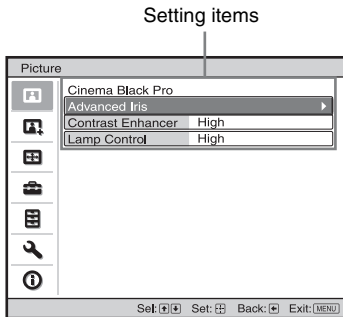 Setting items
Picture
Cinema Black Pro
Advanced Iris
Contrast Enhancer High
Lamp Control High
Sel: Set: Back: Exit: MENU